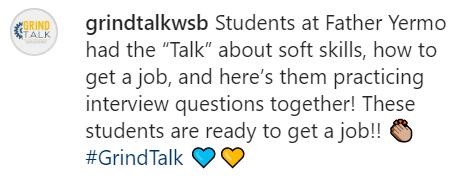 GRIND
TALK
grindtalkwsb Students at Father Yermo
had the “Talk” about soft skills, how to
get a job, and here’s them practicing
interview questions together! These
students are ready to get a job!! 👏🏽
#GrindTalk 💙💛